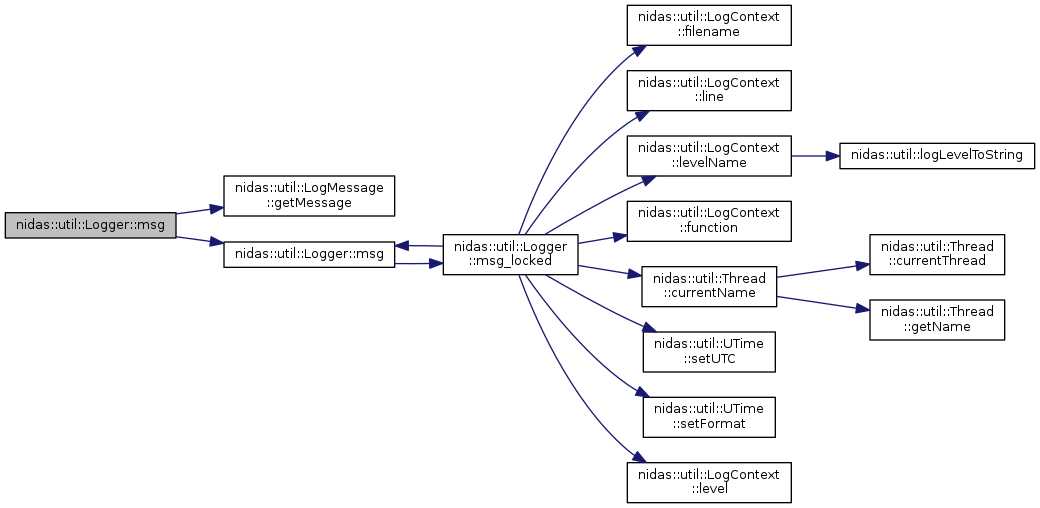 nidas::util::Logger::msg
nidas::util::LogMessage
::getMessage
nidas::util::Logger::msg
nidas::util::Logger
::msg_locked
nidas::util::LogContext
::filename
nidas::util::LogContext
::line
nidas::util::LogContext
::levelName
nidas::util::logLevelToString
nidas::util::LogContext
::function
nidas::util::Thread
::currentName
nidas::util::Thread
::currentThread
nidas::util::Thread
::getName
nidas::util::UTime
::setUTC
nidas::util::UTime
::setFormat
nidas::util::LogContext
::level